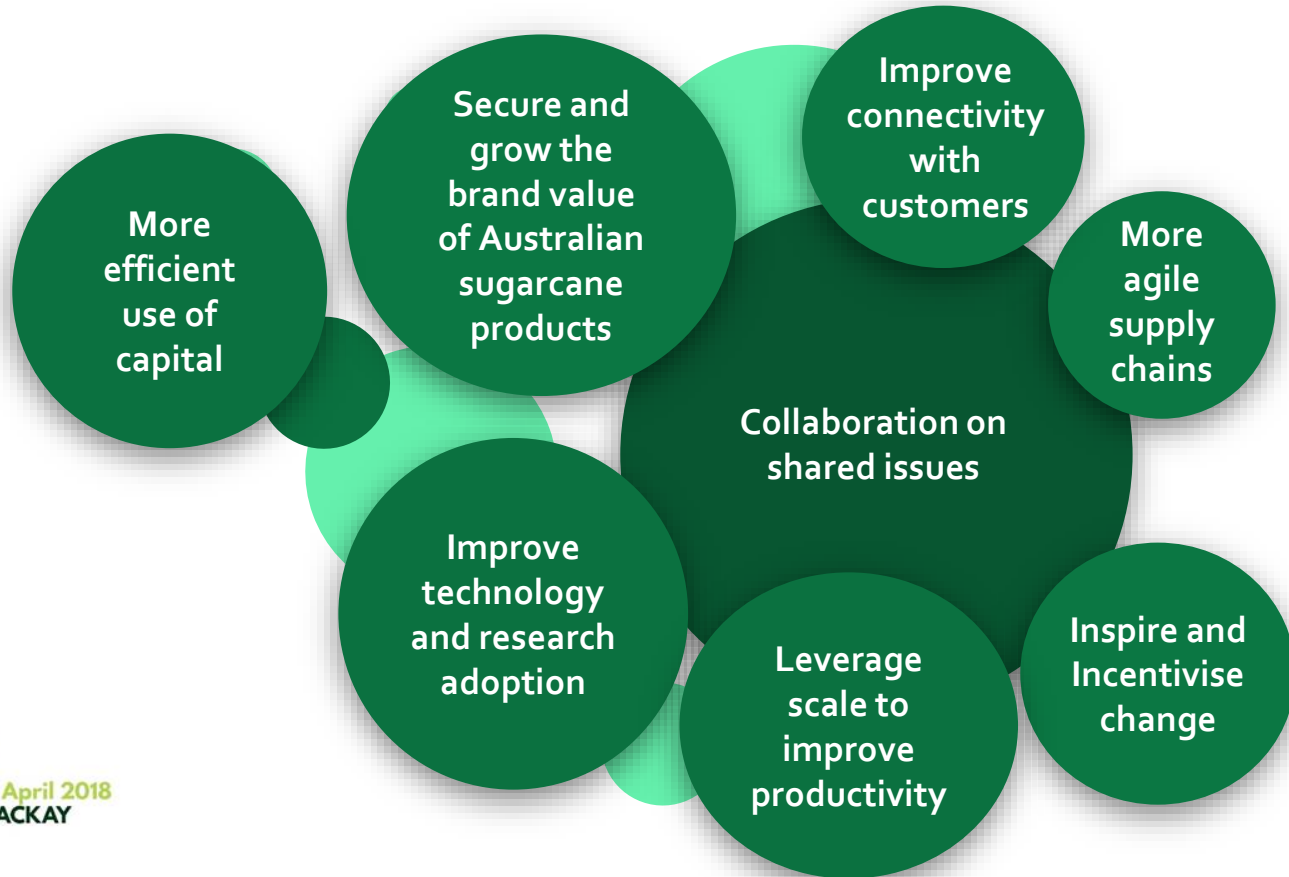 More
efficient
use of
capital
Secure and
grow the
brand value
of Australian
sugarcane
products
Improve
connectivity
with
customers
More
agile
supply
chains
Collaboration on
shared issues
Improve
technology
and research
adoption
Leverage
scale to
improve
productivity
Inspire and
Incentivise
change
April 2018
ACKAY